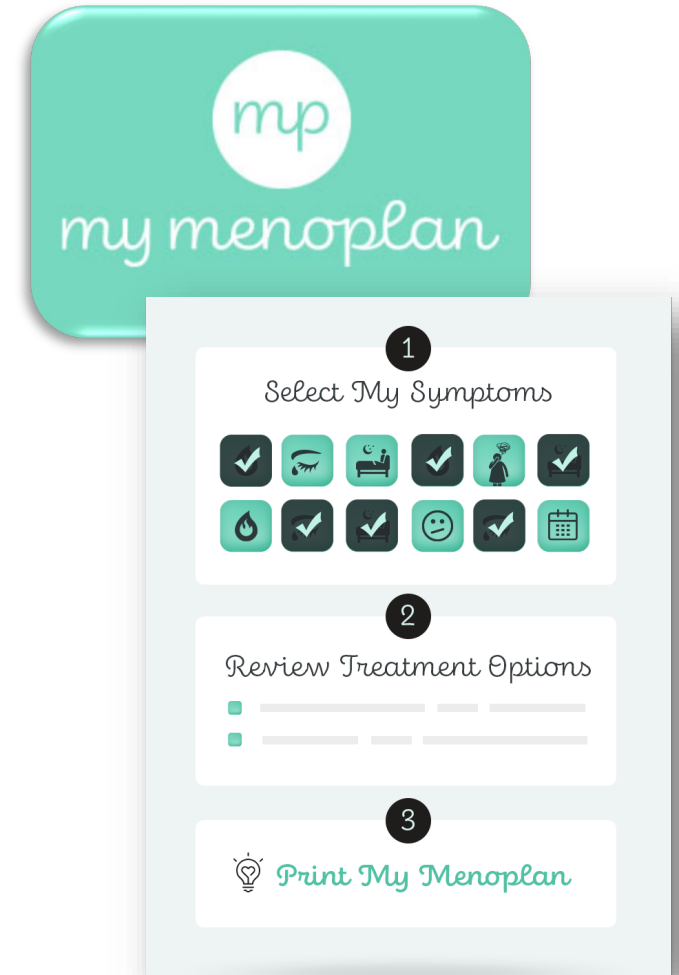 mp
my menoplan
1
Select My Symptoms
2
Review Treatment Options
3
Print My Menoplan